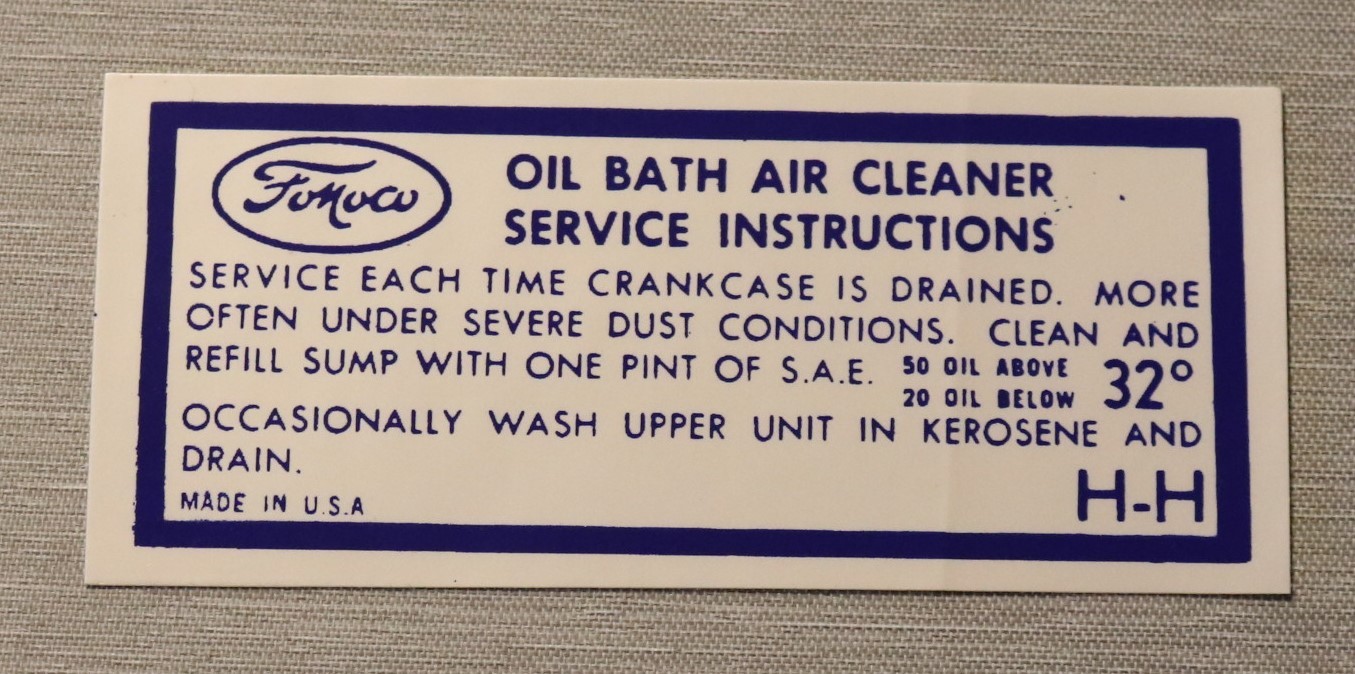 FoMoCo
OIL BATH AIR CLEANER
SERVICE INSTRUCTIONS
SERVICE EACH TIME CRANKCASE IS DRAINED. MORE
OFTEN UNDER SEVERE DUST CONDITIONS. CLEAN AND
REFILL SUMP WITH ONE PINT OF S.A.E. 50 OIL ABOVE 32°
20 OIL BELOW
OCCASIONALLY WASH UPPER UNIT IN KEROSENE AND
DRAIN.
MADE IN U.S.A
H-H